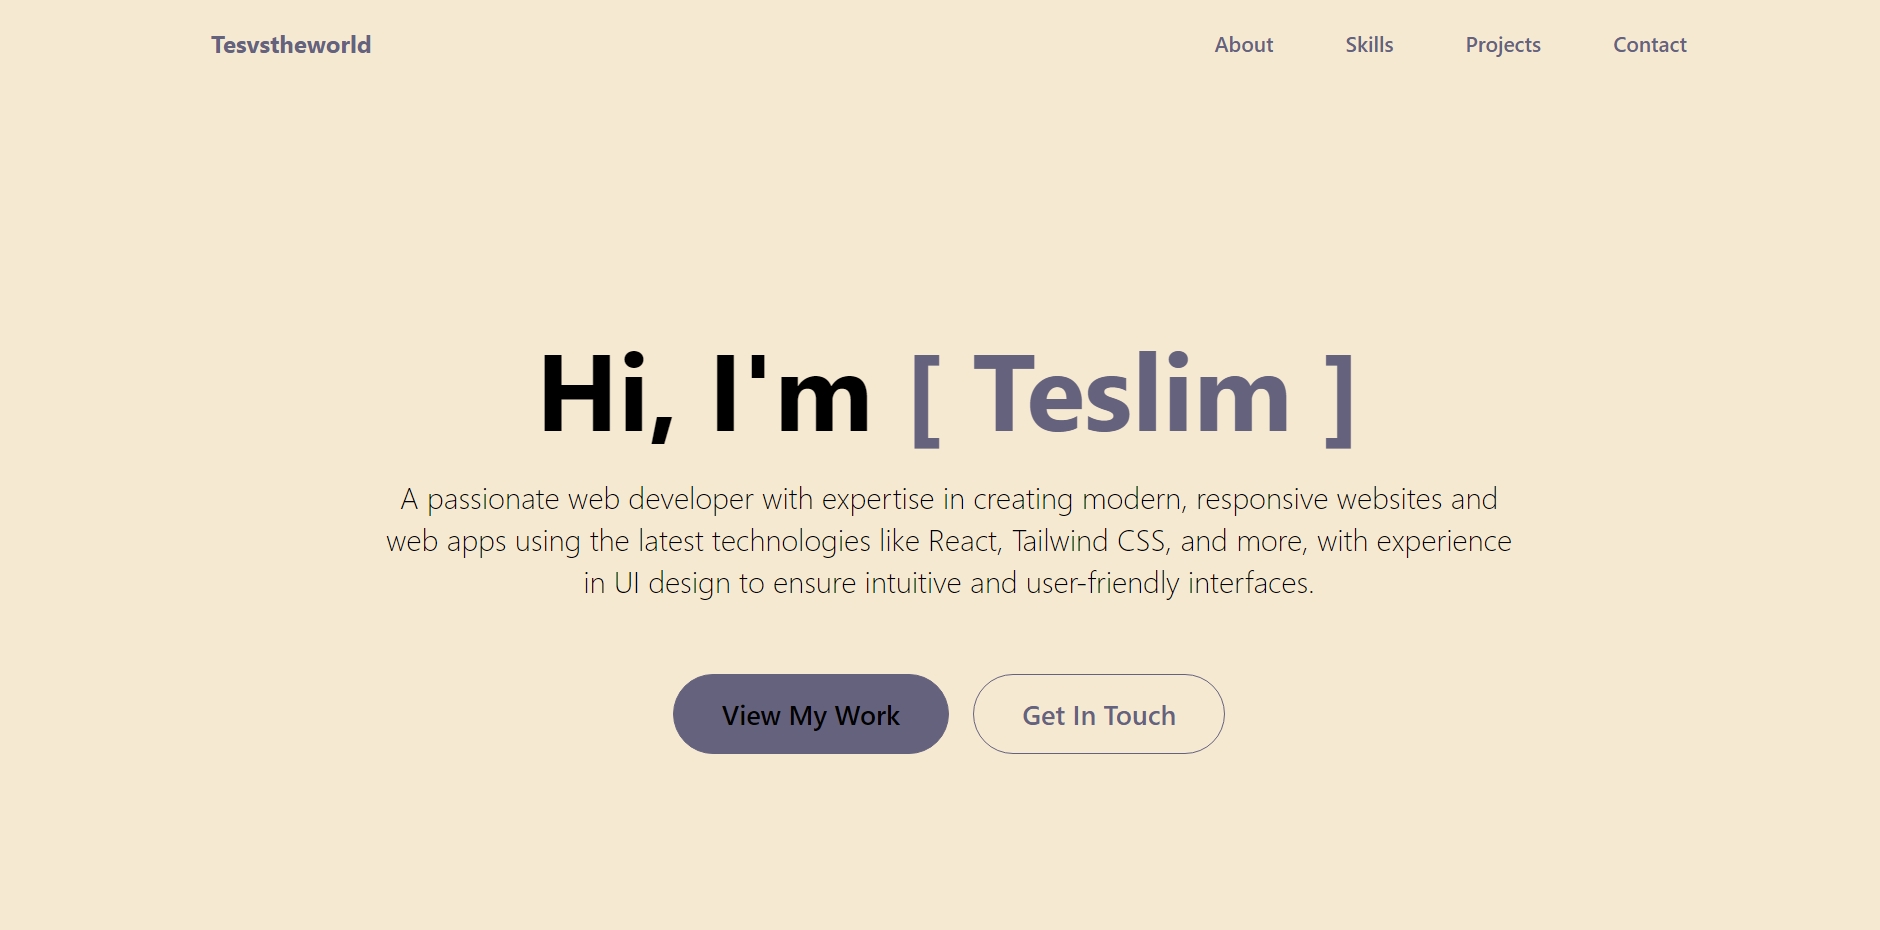 Tesvstheworld
About Skills Projects Contact
Hi, I'm [ Teslim ]
A passionate web developer with expertise in creating modern, responsive websites and
web apps using the latest technologies like React, Tailwind CSS, and more, with experience
in UI design to ensure intuitive and user-friendly interfaces.
View My Work
Get In Touch